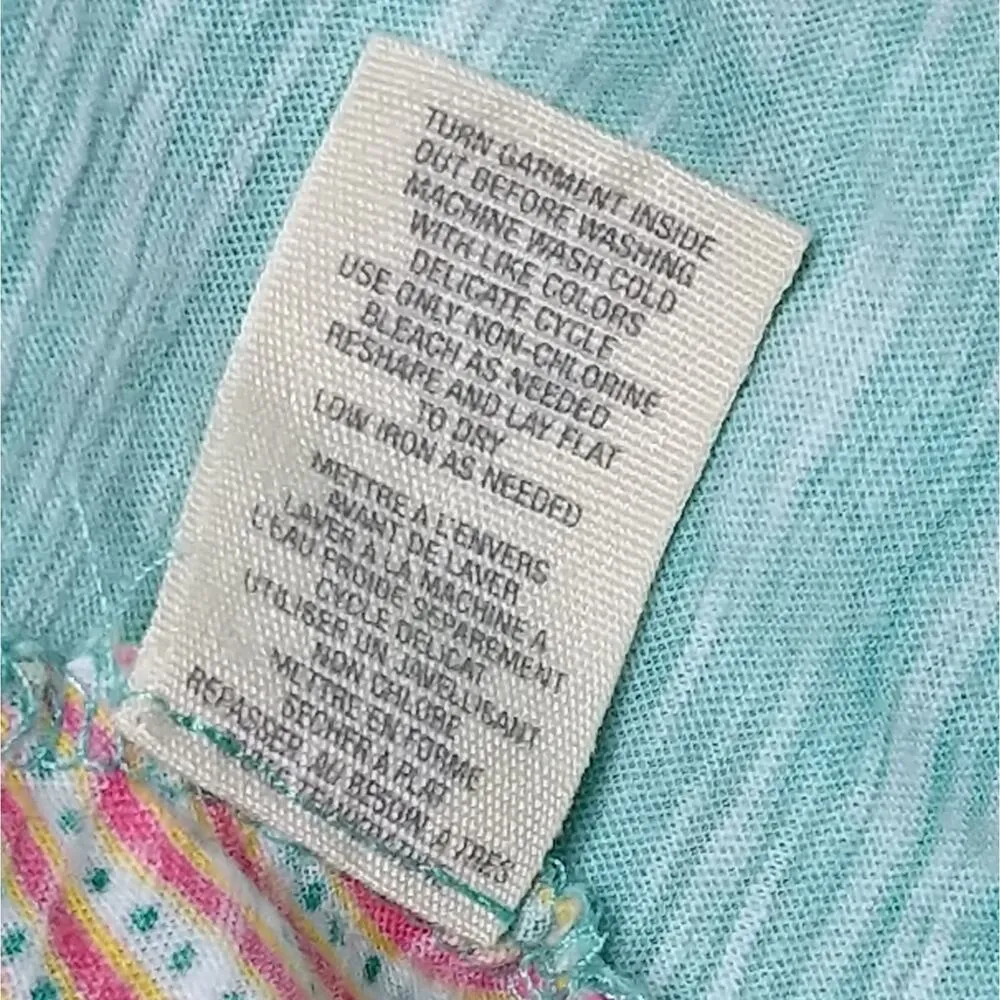 TURN GARMENT INSIDE
OUT BEFORE WASHING
MACHINE WASH COLD
WITH LIKE COLORS
DELICATE CYCLE
USE ONLY NON-CHLORINE
BLEACH AS NEEDED
RESHAPE AND LAY FLAT
TO DRY
LOW IRON AS NEEDED
METTRE A L'ENVERS
AVANT DE LAVER
LAVER A LA MACHINE A
L'EAU FROIDE SEPAREMENT
CYCLE DELICAT
UTILISER UN JAVELLISANT
NON CHLORE
METTRE EN FORME
SECHER A PLAT
REPASSER AU BESOIN A TRES